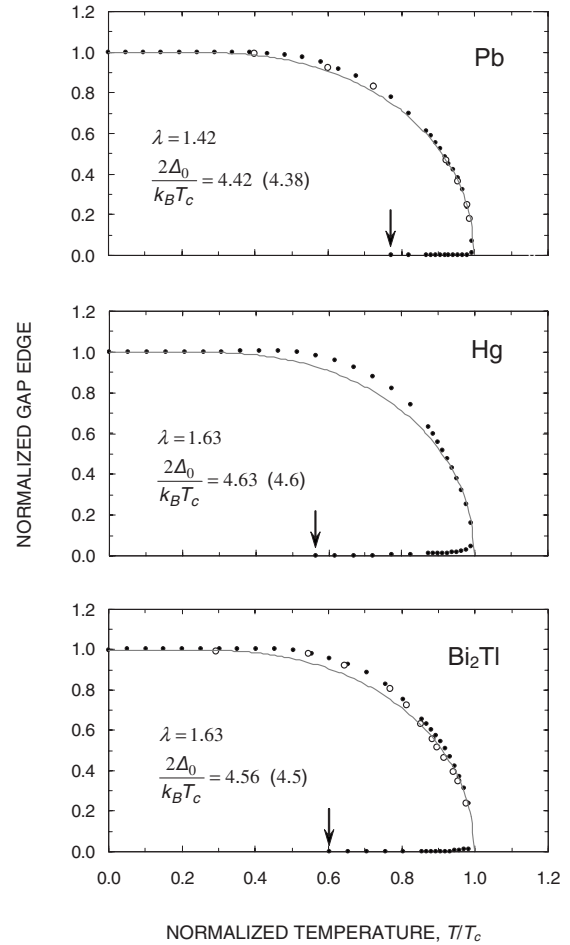 NORMALIZED GAP EDGE
1.2
1.0
0.8
0.6
0.4
0.2
0.0
Pb
λ = 1.42
2Δ₀
k_BT_c = 4.42 (4.38)
1.2
1.0
0.8
0.6
0.4
0.2
0.0
Hg
λ = 1.63
2Δ₀
k_BT_c = 4.63 (4.6)
1.2
1.0
0.8
0.6
0.4
0.2
0.0
Bi₂Tl
λ = 1.63
2Δ₀
k_BT_c = 4.56 (4.5)
0.0 0.2 0.4 0.6 0.8 1.0 1.2
NORMALIZED TEMPERATURE, T/T_c